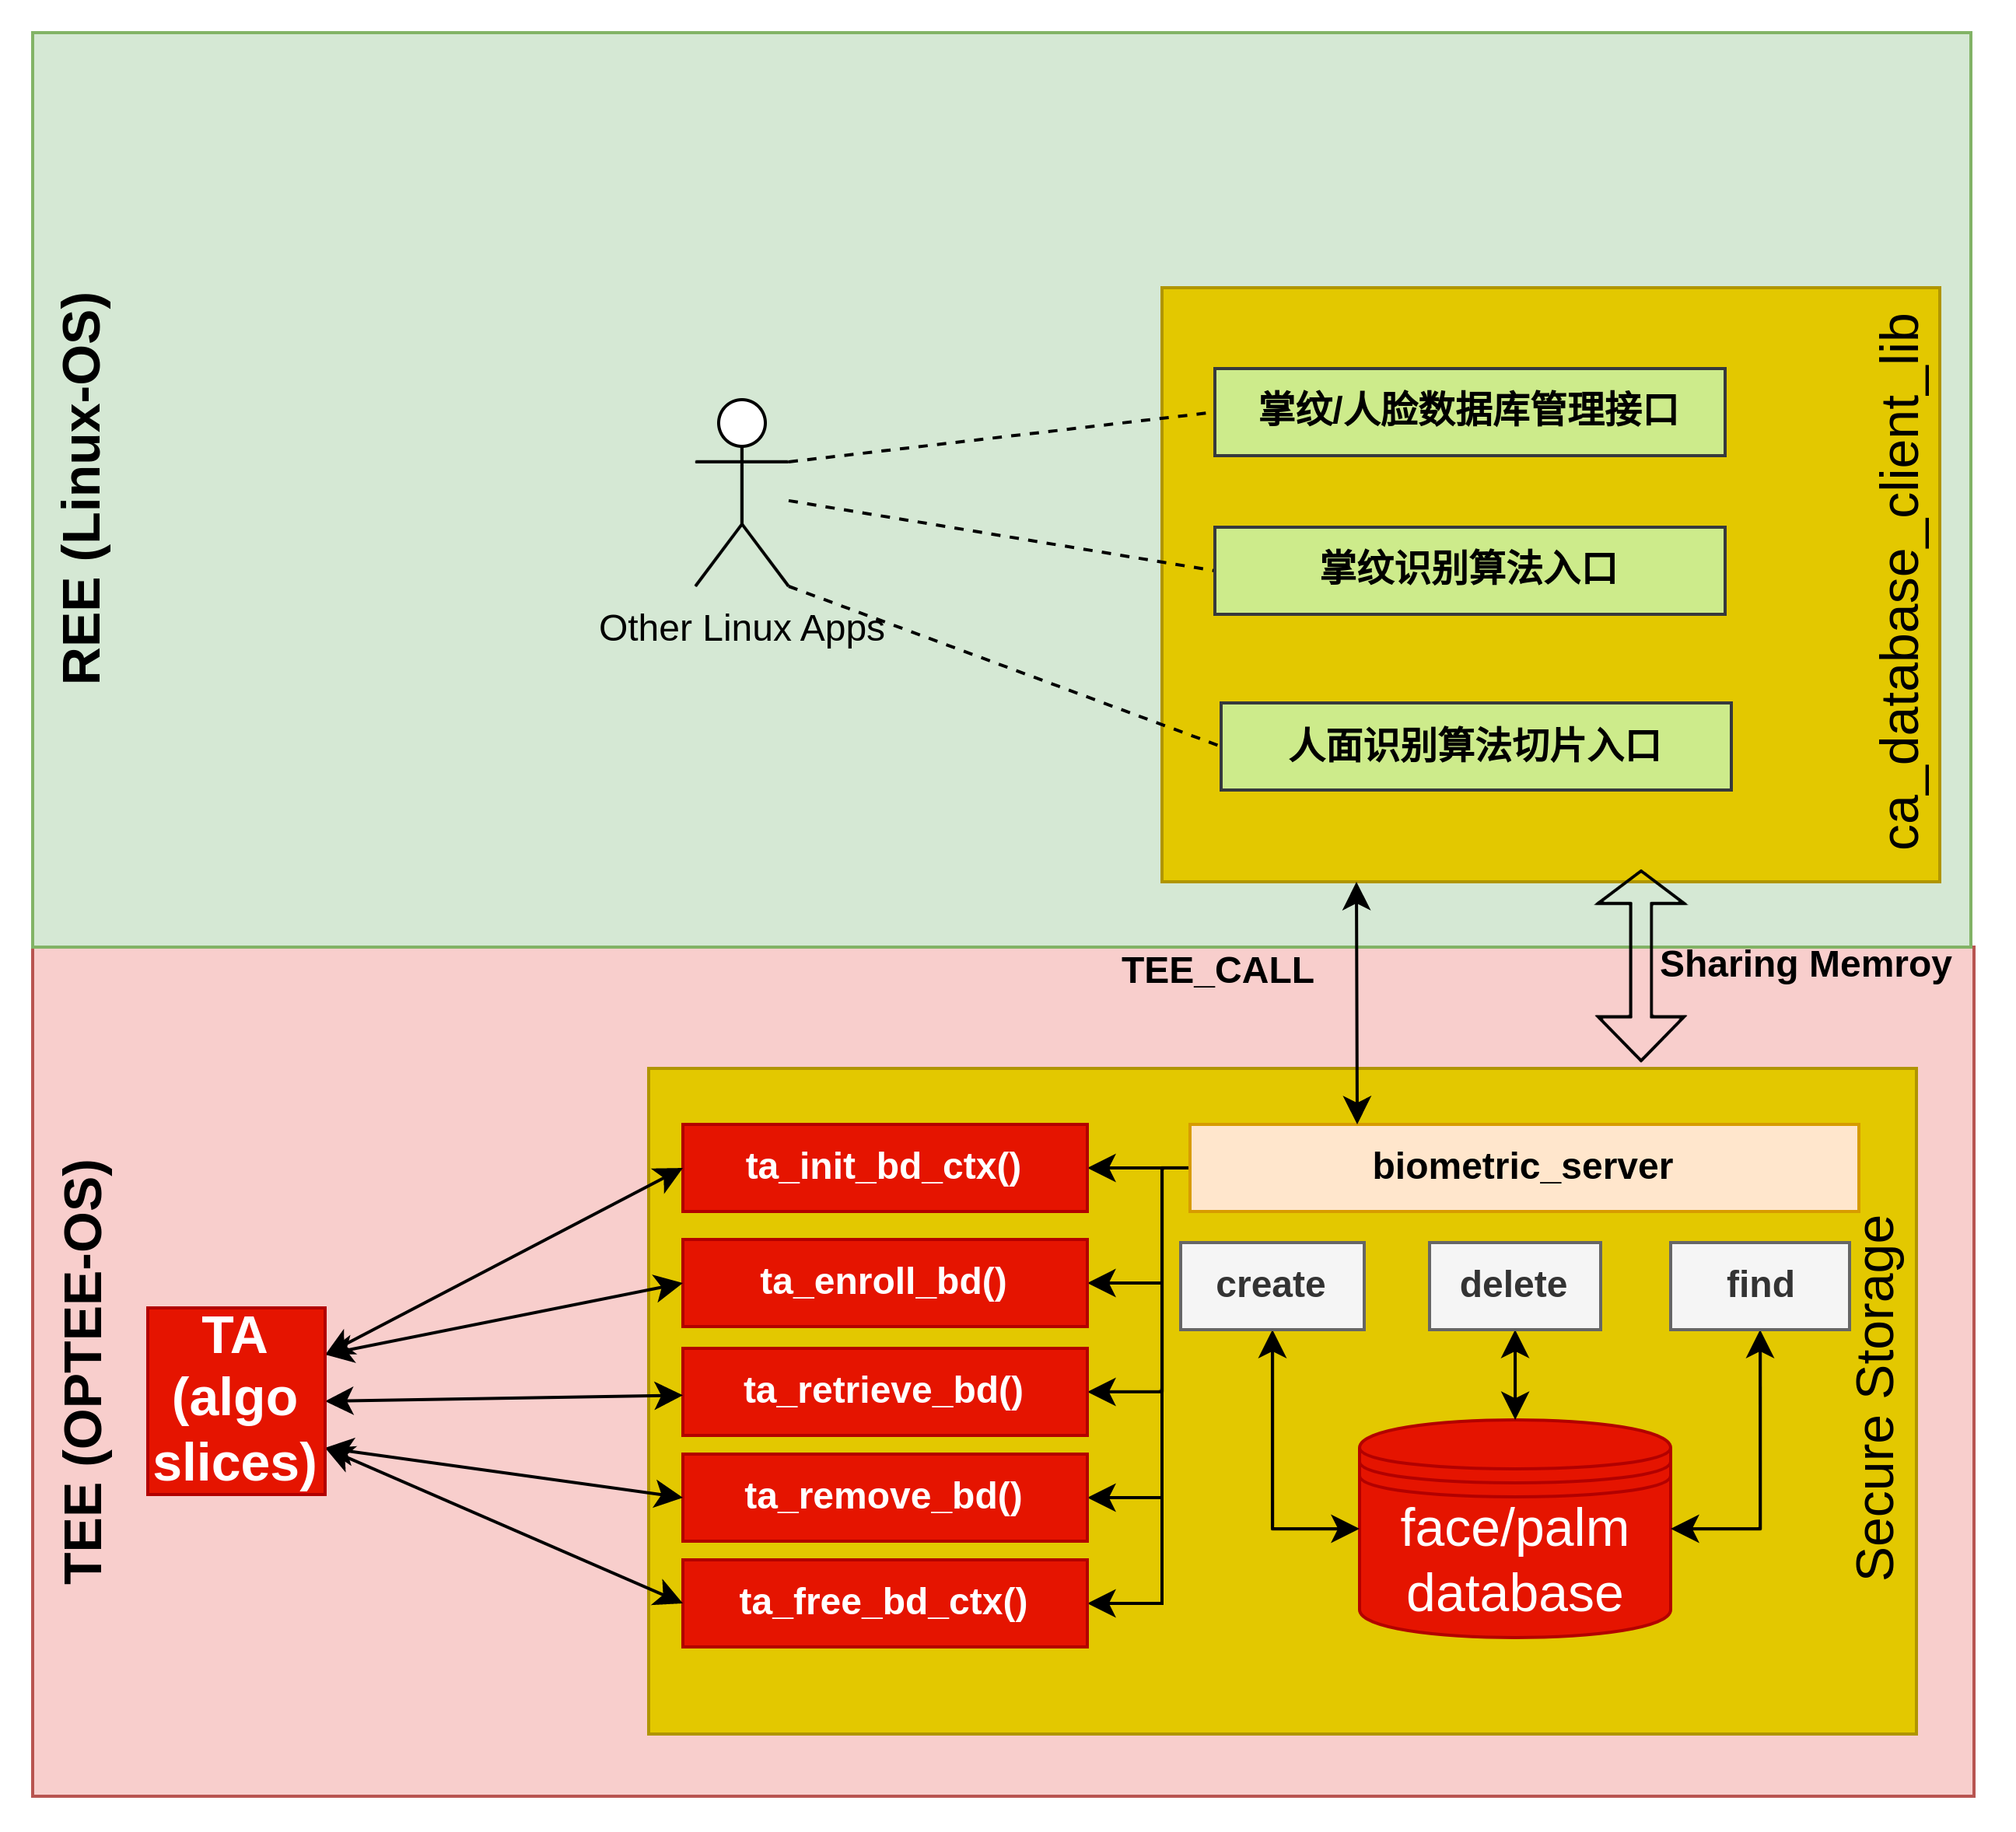 REE (Linux-OS)
掌纹/人脸数据库管理接口
掌纹识别算法入口
人面识别算法切片入口
ca_database_client_lib
Other Linux Apps
TEE_CALL
Sharing Memroy
TEE (OPTEE-OS)
TA
(algo
slices)
ta_init_bd_ctx()
ta_enroll_bd()
ta_retrieve_bd()
ta_remove_bd()
ta_free_bd_ctx()
biometric_server
create
delete
find
face/palm
database
Secure Storage